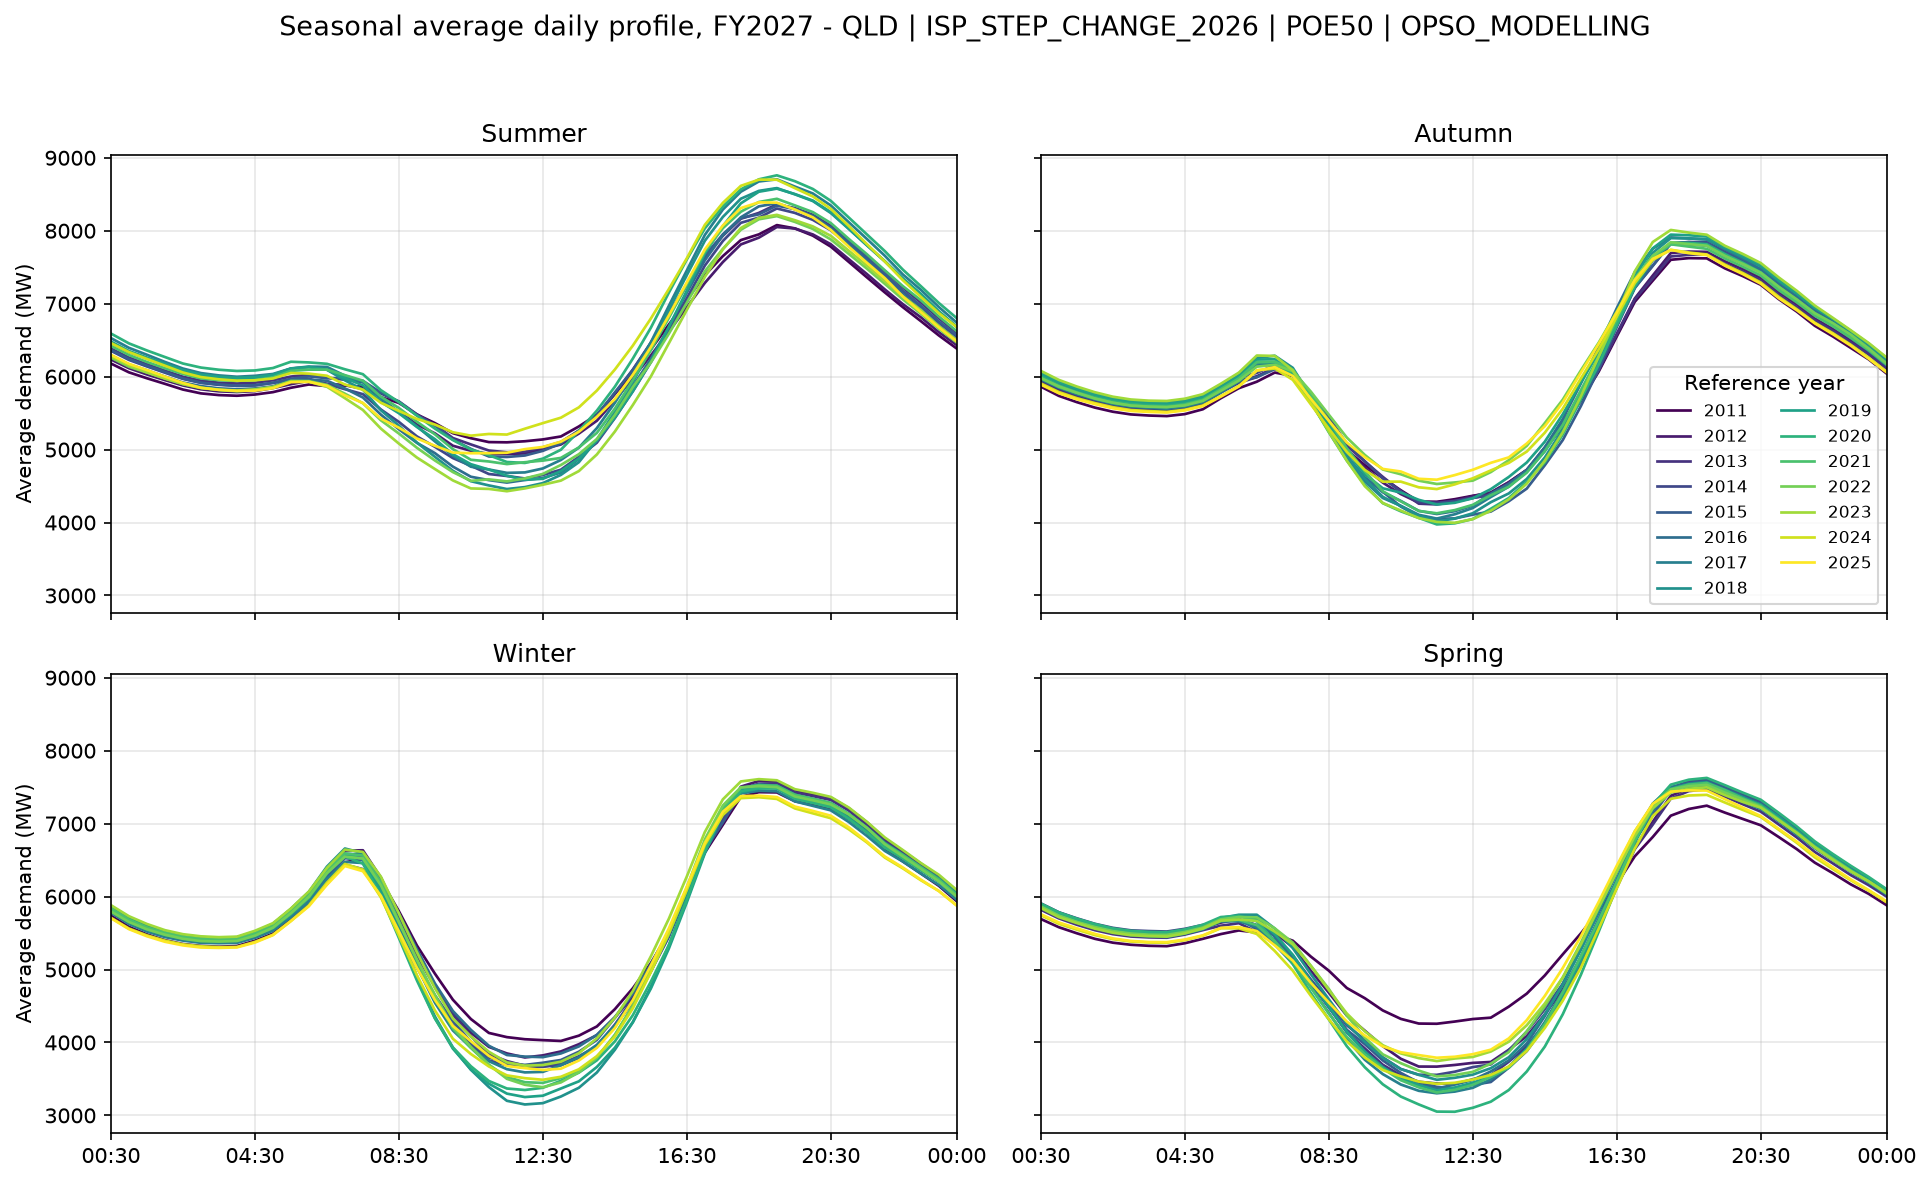 Seasonal average daily profile, FY2027 - QLD | ISP_STEP_CHANGE_2026 | POE50 | OPSO_MODELLING
Summer
Average demand (MW)
9000
8000
7000
6000
5000
4000
3000
Autumn
Reference year
2011 2019
2012 2020
2013 2021
2014 2022
2015 2023
2016 2024
2017 2025
2018
Winter
Average demand (MW)
9000
8000
7000
6000
5000
4000
3000
00:30 04:30 08:30 12:30 16:30 20:30 00:00
Spring
00:30 04:30 08:30 12:30 16:30 20:30 00:00